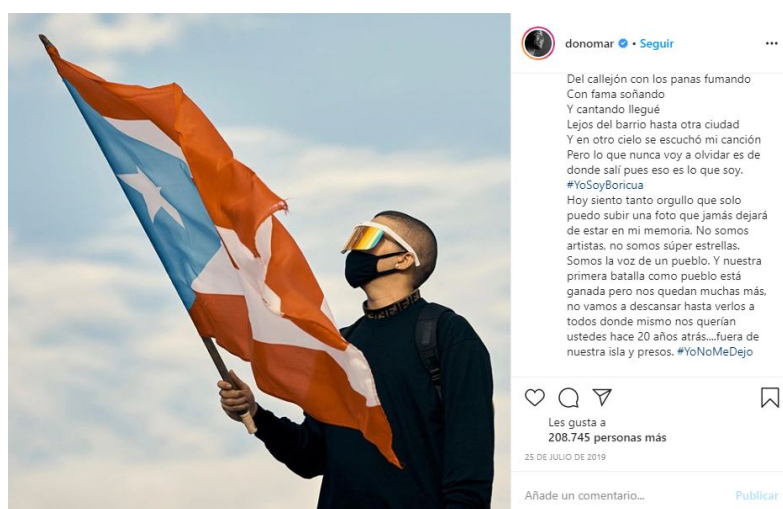 donomar • Seguir
Del callejón con los panas fumando
Con fama soñando
Y cantando llegué
Lejos del barrio hasta otra ciudad
Y en otro cielo se escuchó mi canción
Pero lo que nunca voy a olvidar es de
donde salí pues eso es lo que soy.
#YoSoyBoricua
Hoy siento tanto orgullo que solo
puedo subir una foto que jamás dejará
de estar en mi memoria. No somos
artistas. no somos súper estrellas.
Somos la voz de un pueblo. Y nuestra
primera batalla como pueblo está
ganada pero nos quedan muchas más,
no vamos a descansar hasta verlos a
todos donde mismo nos querían
ustedes hace 20 años atrás....fuera de
nuestra isla y presos. #YoNoMeDejo
Les gusta a
208.745 personas más
25 DE JULIO DE 2019
Añade un comentario... Publicar